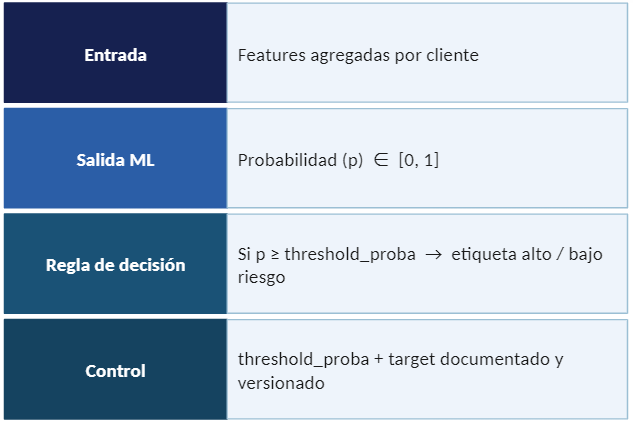 Entrada
Features agregadas por cliente
Salida ML
Probabilidad (p) ∈ [0, 1]
Regla de decisión
Si p ≥ threshold_proba → etiqueta alto / bajo
riesgo
Control
threshold_proba + target documentado y
versionado